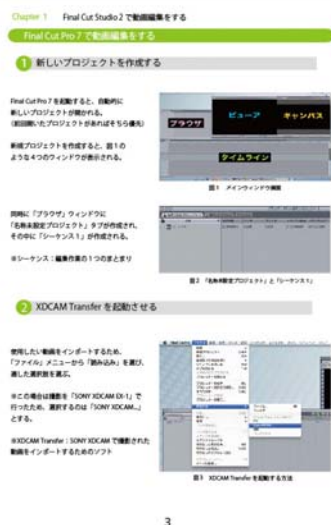 Chapter 1 Final Cut Studio 2 で動画編集をする
Final Cut Pro 7 で動画編集をする
1 新しいプロジェクトを作成する
Final Cut Pro 7 を起動すると、自動的に
新しいプロジェクトが開かれる。
(前回開いたプロジェクトがあればそちら優先)
新規プロジェクトを作成すると、図1の
ような4つのウィンドウが表示される。
ブラウザ
ビューア
キャンバス
タイムライン
図1 メインウィンドウ画面
同時に「ブラウザ」ウィンドウに
「名称未設定プロジェクト」タブが作成され、
その中に「シーケンス1」が作成される。
※シーケンス：編集作業の1つのまとまり
図2 「名称未設定プロジェクト」と「シーケンス1」
2 XDCAM Transfer を起動させる
使用したい動画をインポートするため、
「ファイル」メニューから「読み込み」を選び、
適した選択肢を選ぶ。
※この場合は撮影を「SONY XDCAM EX-1」で
行ったため、選択するのは「SONY XDCAM...」
とする。
※XDCAM Transfer：SONY XDCAM で撮影された
動画をインポートするためのソフト
図3 XDCAM Transfer を起動する方法
3